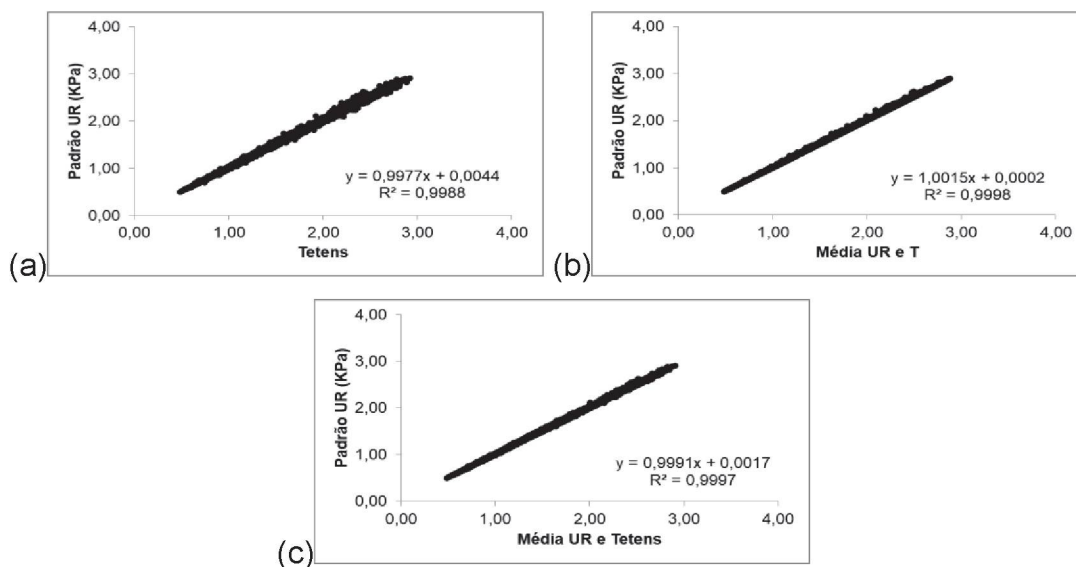 4,00
3,00
2,00
1,00
0,00
Padrão UR (KPa)
y = 0,9977x + 0,0044
R² = 0,9988
0,00 1,00 2,00 3,00 4,00
Tetens
(a)
4,00
3,00
2,00
1,00
0,00
Padrão UR (KPa)
y = 1,0015x + 0,0002
R² = 0,9998
0,00 1,00 2,00 3,00 4,00
Média UR e T
(b)
4,00
3,00
2,00
1,00
0,00
Padrão UR (KPa)
y = 0,9991x + 0,0017
R² = 0,9997
0,00 1,00 2,00 3,00 4,00
Média UR e Tetens
(c)